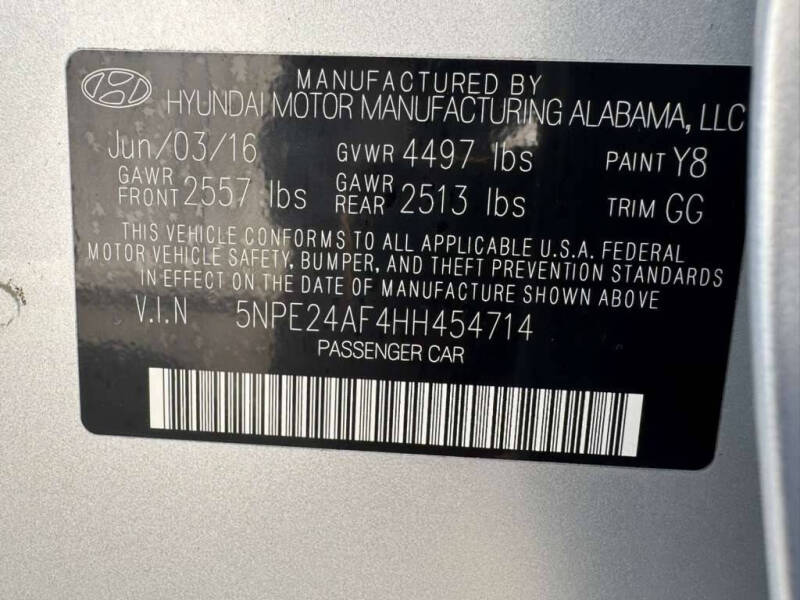 MANUFACTURED BY
HYUNDAI MOTOR MANUFACTURING ALABAMA, LLC
Jun/03/16 GVWR 4497 lbs PAINT Y8
GAWR FRONT 2557 lbs GAWR REAR 2513 lbs TRIM GG
THIS VEHICLE CONFORMS TO ALL APPLICABLE U.S.A. FEDERAL
MOTOR VEHICLE SAFETY, BUMPER, AND THEFT PREVENTION STANDARDS
IN EFFECT ON THE DATE OF MANUFACTURE SHOWN ABOVE
V.I.N 5NPE24AF4HH454714
PASSENGER CAR